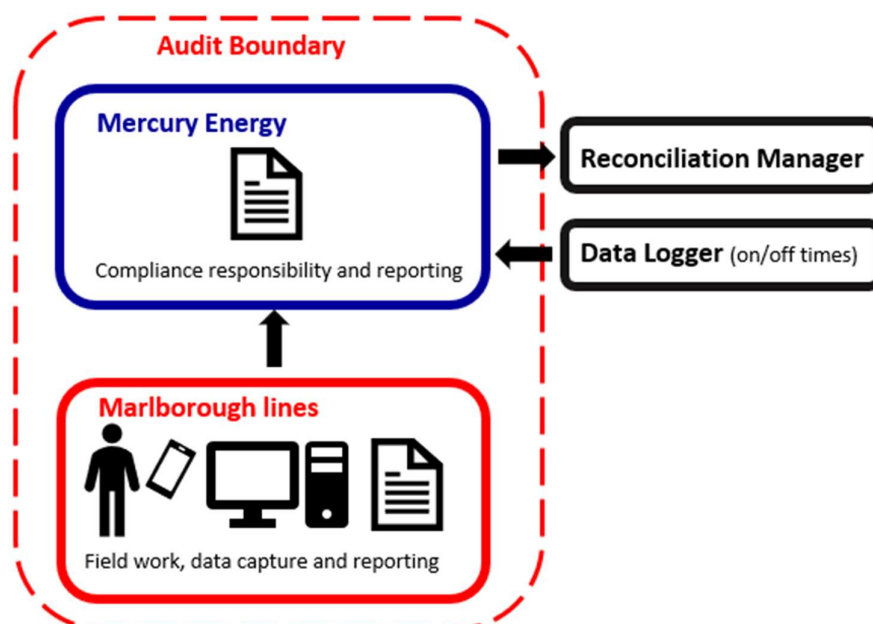 Audit Boundary
Mercury Energy
Compliance responsibility and reporting
Reconciliation Manager
Data Logger (on/off times)
Marlborough lines
Field work, data capture and reporting